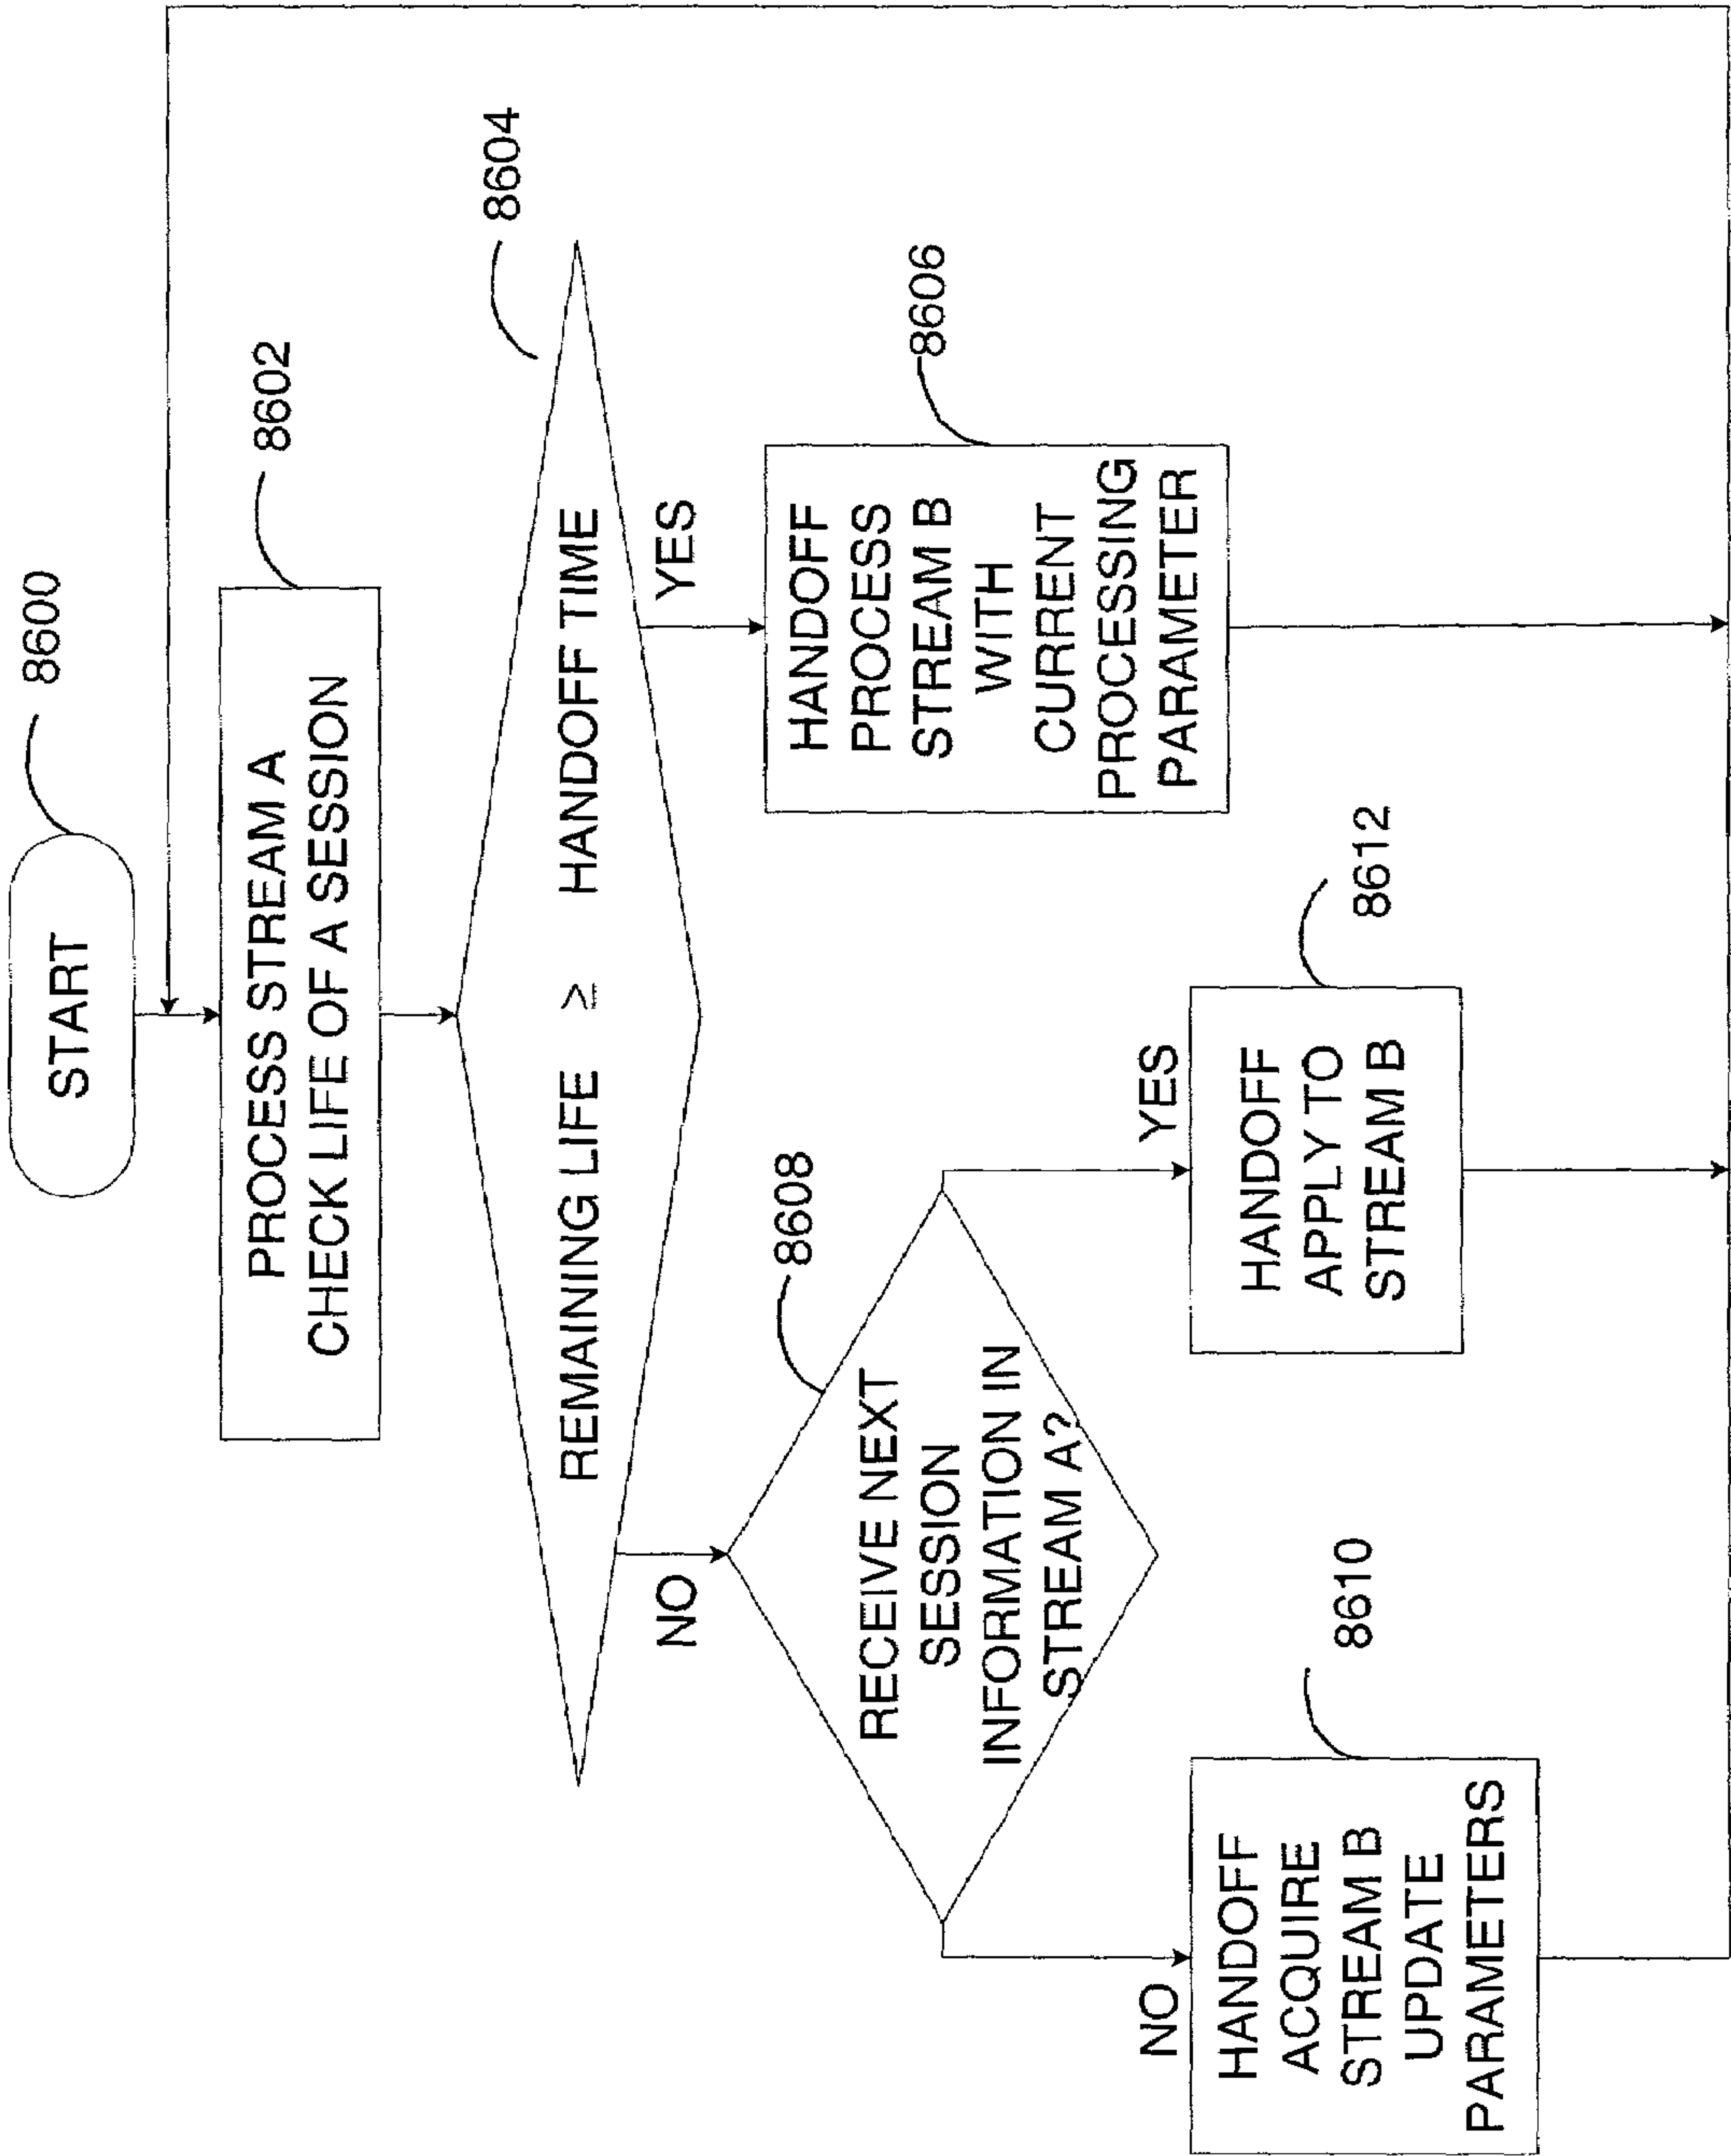 START
8600
PROCESS STREAM A
CHECK LIFE OF A SESSION
8602
REMAINING LIFE ≥ HANDOFF TIME
8604
NO
YES
RECEIVE NEXT
SESSION
INFORMATION IN
STREAM A?
8608
HANDOFF
PROCESS
STREAM B
WITH
CURRENT
PROCESSING
PARAMETER
8606
NO
YES
HANDOFF
ACQUIRE
STREAM B
UPDATE
PARAMETERS
8610
HANDOFF
APPLY TO
STREAM B
8612